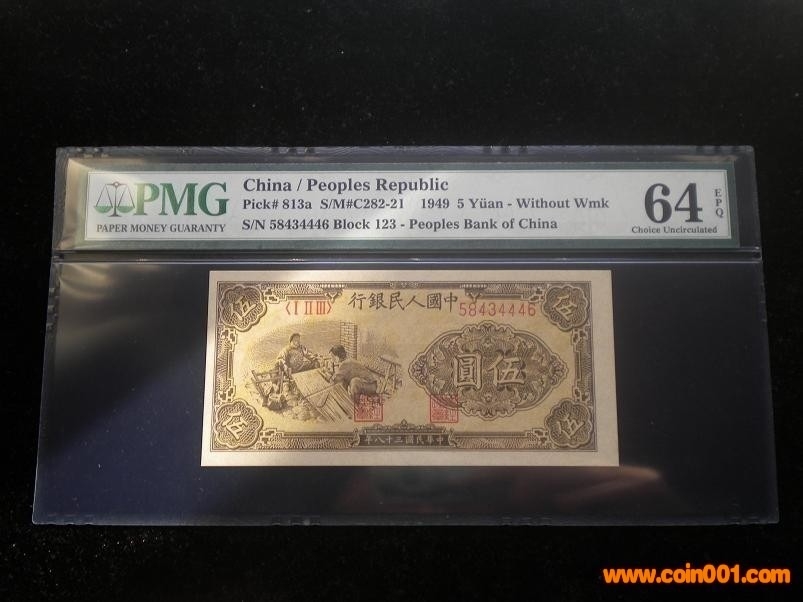 PMG
PAPER MONEY GUARANTY
China / Peoples Republic
Pick# 813a S/M#C282-21 1949 5 Yüan - Without Wmk
S/N 58434446 Block 123 - Peoples Bank of China
64 EPQ
Choice Uncirculated
行銀民人國中
〈I II III〉 58434446
伍 伍
圓伍
伍 伍
年八十三國民華中
www.coin001.com